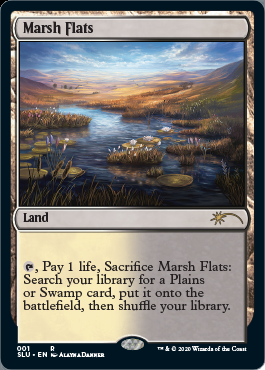 Marsh Flats
Land
, Pay 1 life, Sacrifice Marsh Flats:
Search your library for a Plains
or Swamp card, put it onto the
battlefield, then shuffle your library.
001 R
SLU • EN Alayna Danner
™ & © 2020 Wizards of the Coast